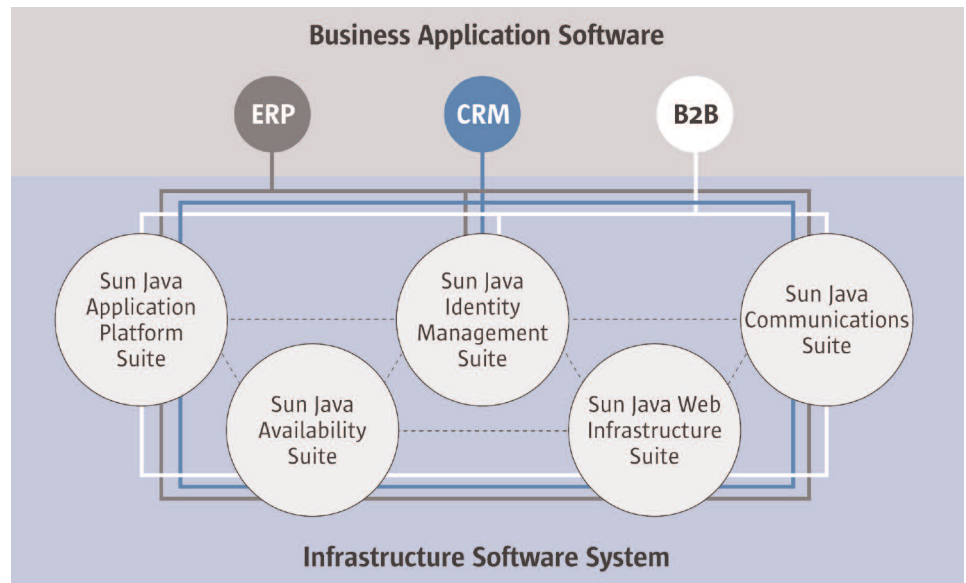 Business Application Software
ERP
CRM
B2B
Sun Java
Application
Platform
Suite
Sun Java
Identity
Management
Suite
Sun Java
Communications
Suite
Sun Java
Availability
Suite
Sun Java Web
Infrastructure
Suite
Infrastructure Software System